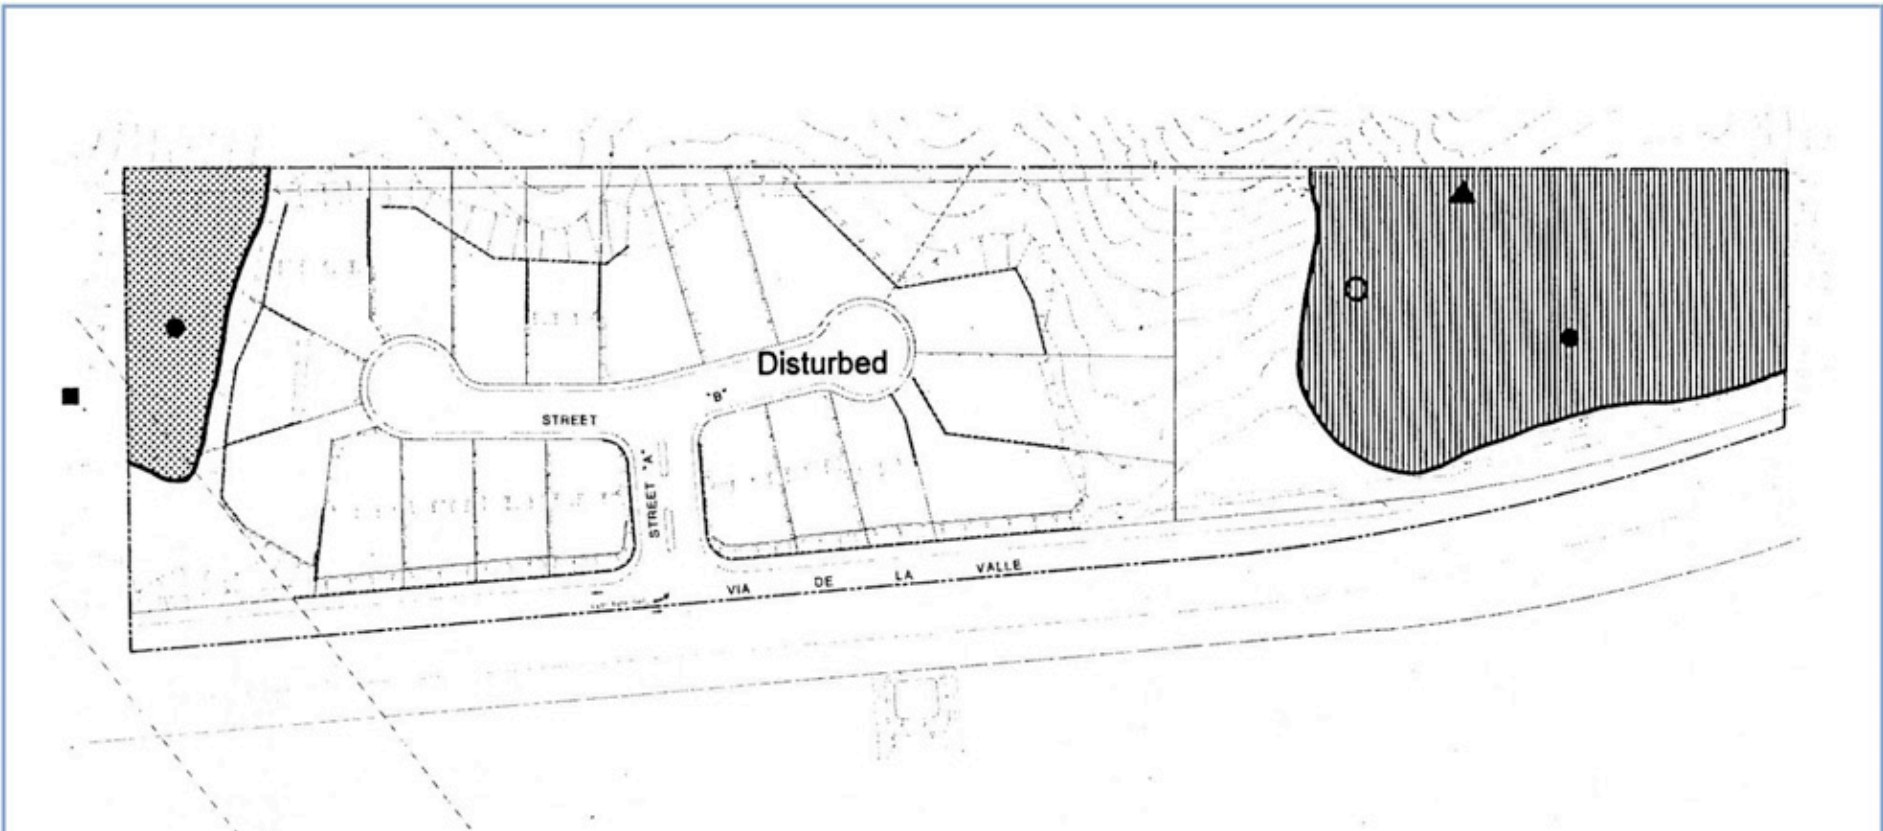 Disturbed
"B"
STREET
STREET "A"
VIA DE LA VALLE